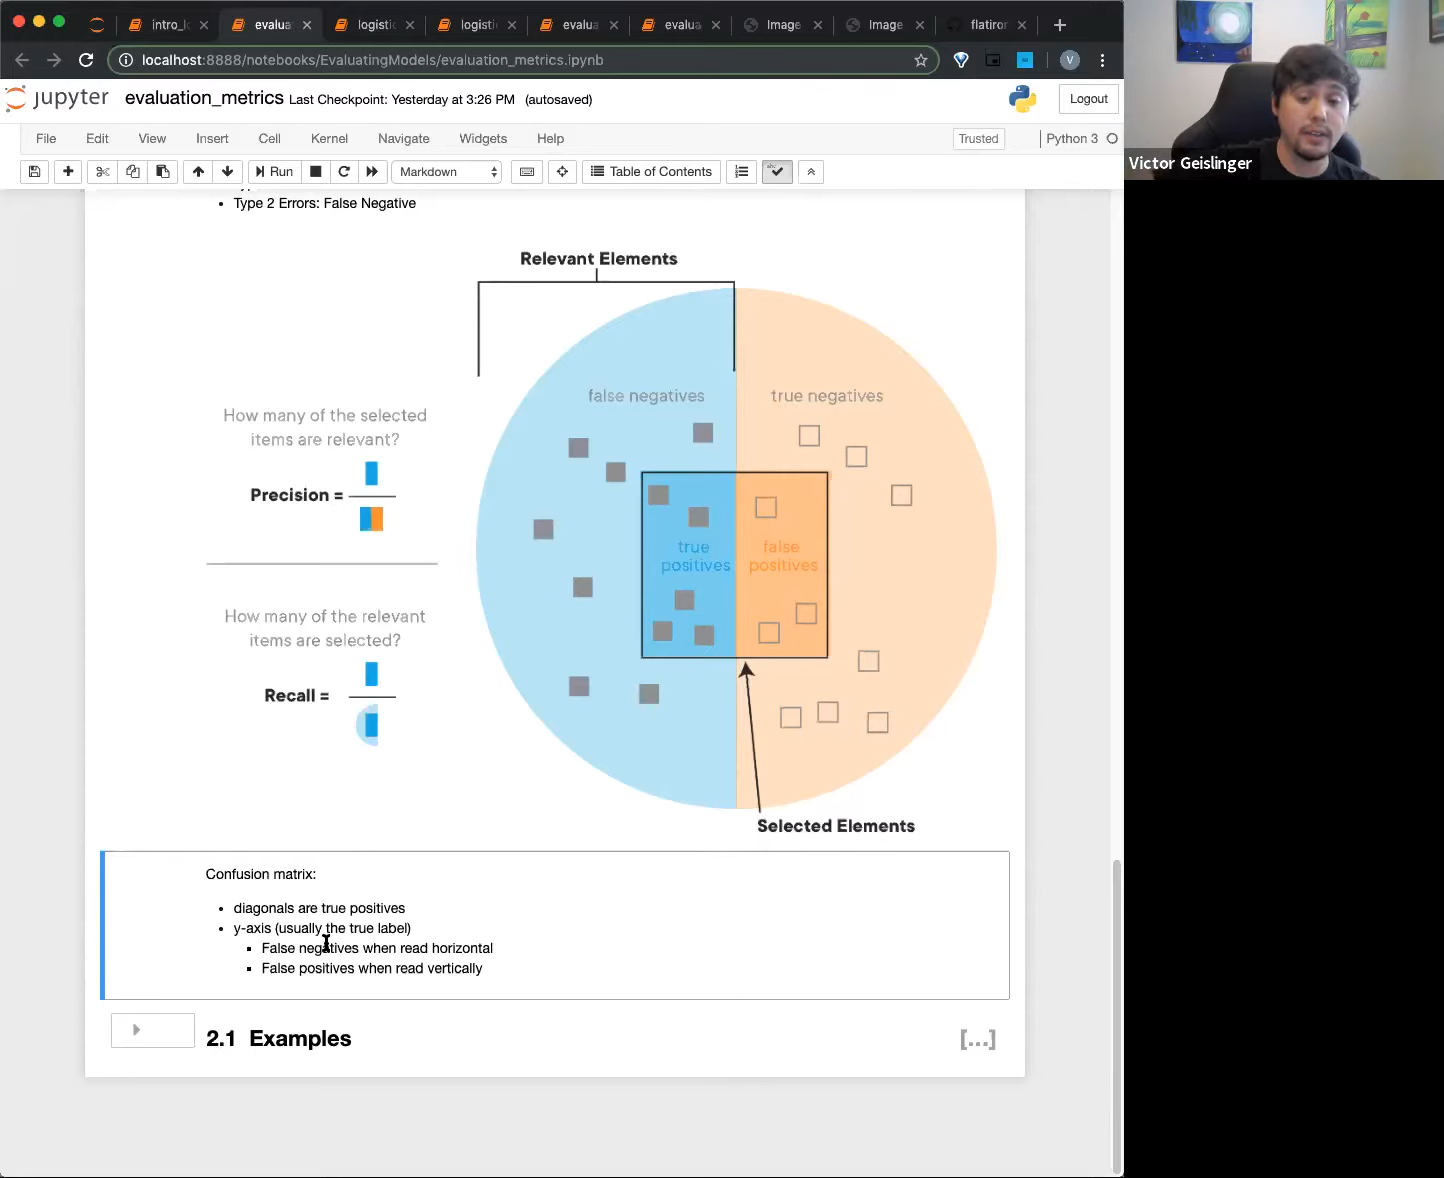 intro_l
evalua
logistic
logistic
evalua
evalua
Image
Image
flatiron
localhost:8888/notebooks/EvaluatingModels/evaluation_metrics.ipynb
V
jupyter evaluation_metrics Last Checkpoint: Yesterday at 3:26 PM (autosaved)
Logout
File Edit View Insert Cell Kernel Navigate Widgets Help
Trusted
Python 3
Run
Markdown
Table of Contents
Victor Geislinger
Type 2 Errors: False Negative
Relevant Elements
false negatives
true negatives
How many of the selected
items are relevant?
Precision =
true
positives
false
positives
How many of the relevant
items are selected?
Recall =
Selected Elements
Confusion matrix:
diagonals are true positives
y-axis (usually the true label)
False negatives when read horizontal
False positives when read vertically
2.1 Examples
[...]